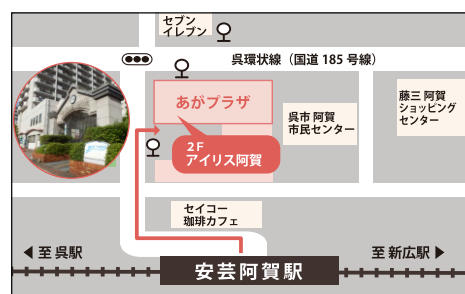 セブン
イレブン
呉環状線（国道 185 号線）
あがプラザ
呉市 阿賀
市民センター
藤三 阿賀
ショッピング
センター
2F
アイリス阿賀
セイコー
珈琲カフェ
至 呉駅
至 新広駅
安芸阿賀駅